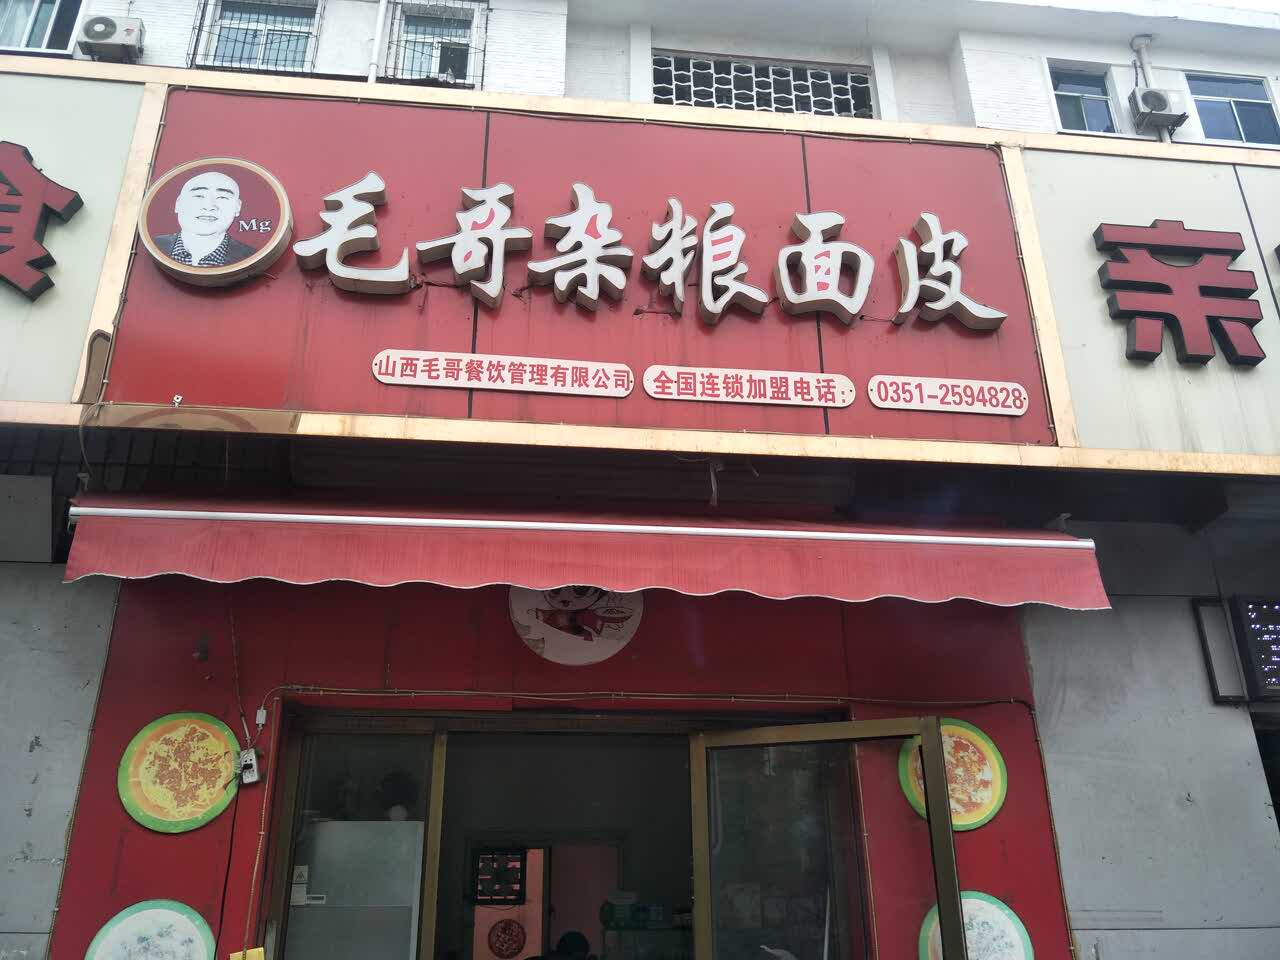 食
Mg
毛哥杂粮面皮
山西毛哥餐饮管理有限公司
全国连锁加盟电话：
0351-2594828
亲